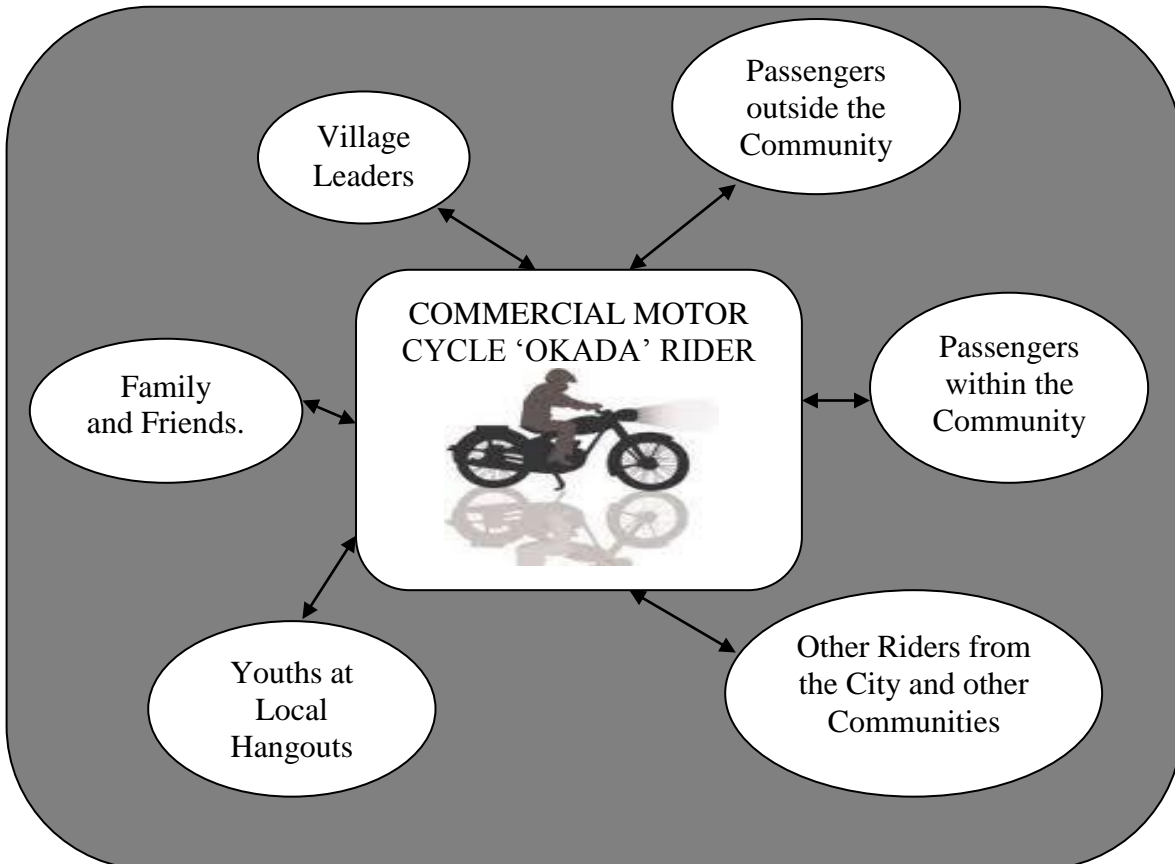 Passengers
outside the
Community
Village
Leaders
COMMERCIAL MOTOR
CYCLE ‘OKADA’ RIDER
Passengers
within the
Community
Family
and Friends.
Other Riders from
the City and other
Communities
Youths at
Local
Hangouts